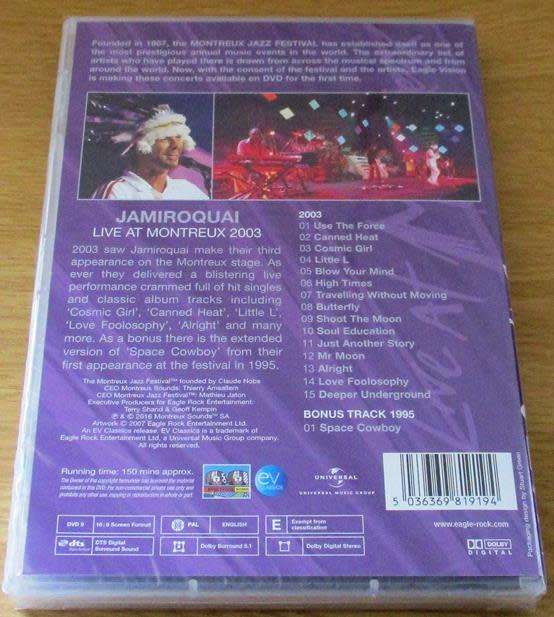 Founded in 1967, the MONTREUX JAZZ FESTIVAL has established itself as one of
the most prestigious annual music events in the world. The extraordinary list of
artists who have played there is drawn from across the musical spectrum and from
around the world. Now, with the consent of the festival and the artists, Eagle Vision
is making these concerts available on DVD for the first time.
JAMIROQUAI
LIVE AT MONTREUX 2003
2003 saw Jamiroquai make their third
appearance on the Montreux stage. As
ever they delivered a blistering live
performance crammed full of hit singles
and classic album tracks including
'Cosmic Girl', 'Canned Heat', 'Little L',
'Love Foolosophy', 'Alright' and many
more. As a bonus there is the extended
version of 'Space Cowboy' from their
first appearance at the festival in 1995.
The Montreux Jazz Festival™ founded by Claude Nobs
CEO Montreux Sounds: Thierry Amsallem
CEO Montreux Jazz Festival™: Mathieu Jaton
Executive Producers for Eagle Rock Entertainment:
Terry Shand & Geoff Kempin
℗ & © 2016 Montreux Sounds™ SA
Artwork © 2007 Eagle Rock Entertainment Ltd.
An EV Classics release. EV Classics is a trademark of
Eagle Rock Entertainment Ltd, a Universal Music Group company.
All rights reserved.
2003
01 Use The Force
02 Canned Heat
03 Cosmic Girl
04 Little L
05 Blow Your Mind
06 High Times
07 Travelling Without Moving
08 Butterfly
09 Shoot The Moon
10 Soul Education
11 Just Another Story
12 Mr Moon
13 Alright
14 Love Foolosophy
15 Deeper Underground
BONUS TRACK 1995
01 Space Cowboy
Running time: 150 mins approx.
ev
CLASSICS
UNIVERSAL
UNIVERSAL MUSIC GROUP
5 036369 819194
DVD 9
16:9 Screen Format
PAL
ENGLISH
E
Exempt from classification
www.eagle-rock.com
dts
DTS Digital Surround Sound
Dolby Surround 5.1
Dolby Digital Stereo
DOLBY
DIGITAL
Packaging design by Stuart Green